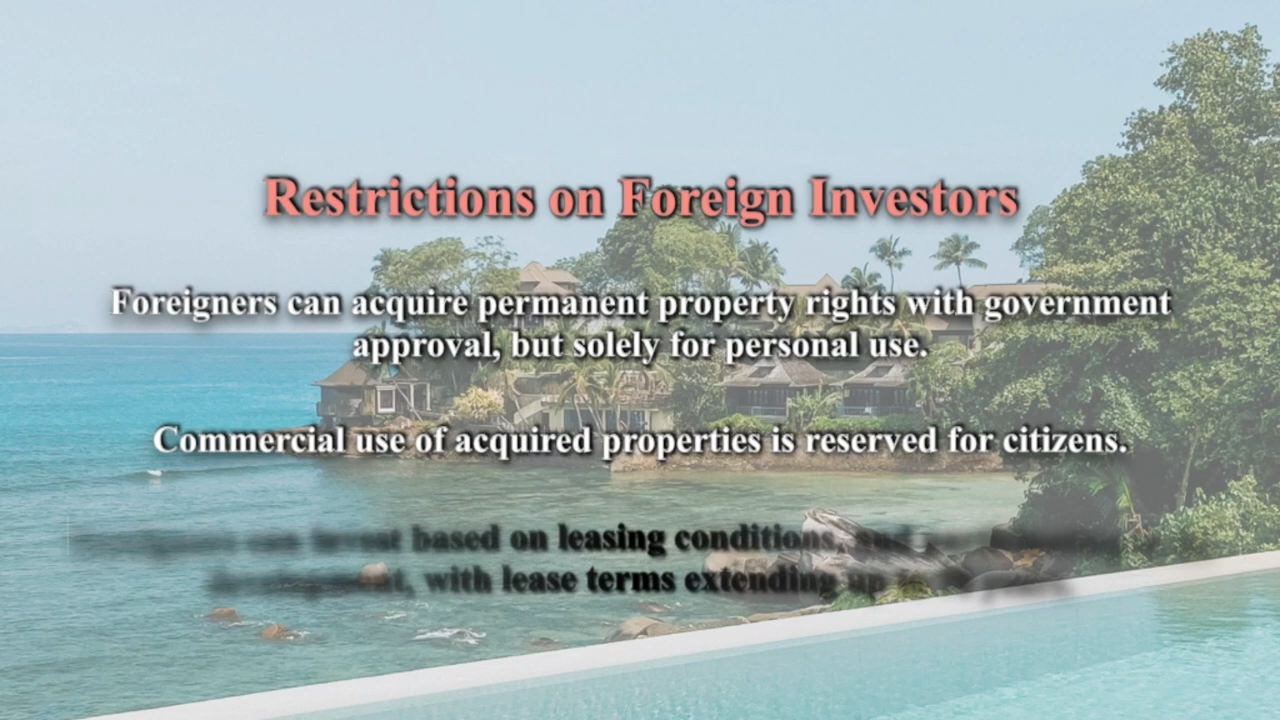 Restrictions on Foreign Investors
Foreigners can acquire permanent property rights with government
approval, but solely for personal use.
Commercial use of acquired properties is reserved for citizens.
based on leasing conditions,
with lease terms extending up